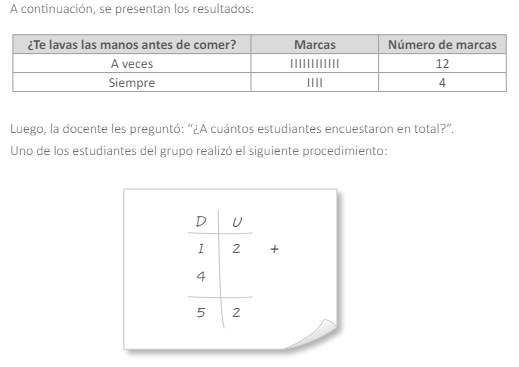 A continuación, se presentan los resultados:
¿Te lavas las manos antes de comer? Marcas Número de marcas
A veces IIIIIIIIIIII 12
Siempre IIII 4
Luego, la docente les preguntó: “¿A cuántos estudiantes encuestaron en total?”.
Uno de los estudiantes del grupo realizó el siguiente procedimiento:
D U
1 2 +
4
5 2